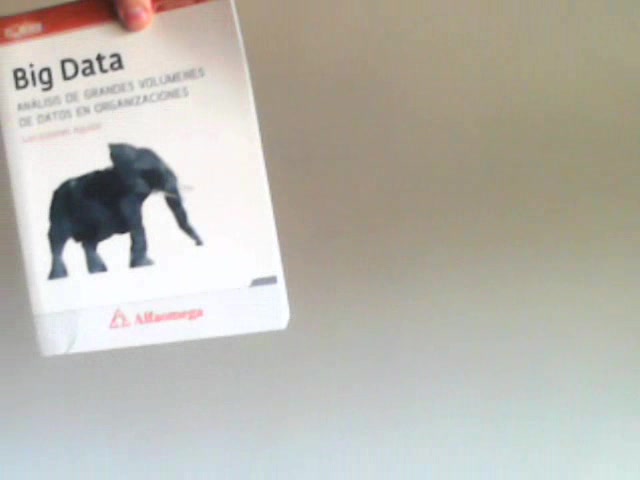 Big Data
ANÁLISIS DE GRANDES VOLÚMENES
DE DATOS EN ORGANIZACIONES
Alfaomega